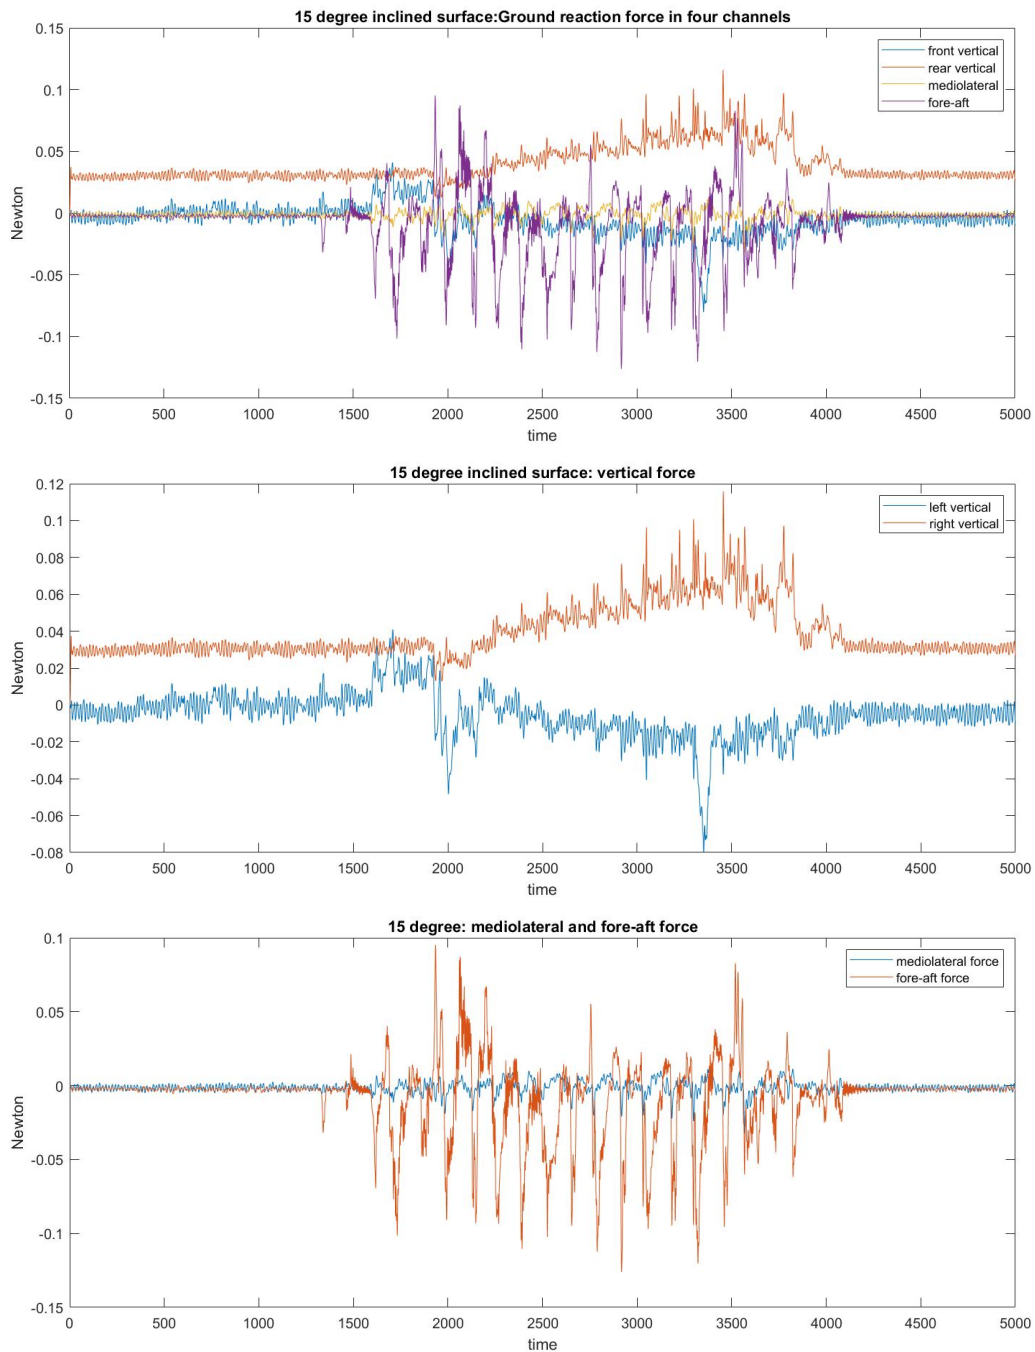 15 degree inclined surface:Ground reaction force in four channels
0.15
0.1
0.05
0
-0.05
-0.1
-0.15
Newton
front vertical
rear vertical
mediolateral
fore-aft
0 500 1000 1500 2000 2500 3000 3500 4000 4500 5000
time
15 degree inclined surface: vertical force
0.12
0.1
0.08
0.06
0.04
0.02
0
-0.02
-0.04
-0.06
-0.08
Newton
left vertical
right vertical
0 500 1000 1500 2000 2500 3000 3500 4000 4500 5000
time
15 degree: mediolateral and fore-aft force
0.1
0.05
0
-0.05
-0.1
-0.15
Newton
mediolateral force
fore-aft force
0 500 1000 1500 2000 2500 3000 3500 4000 4500 5000
time